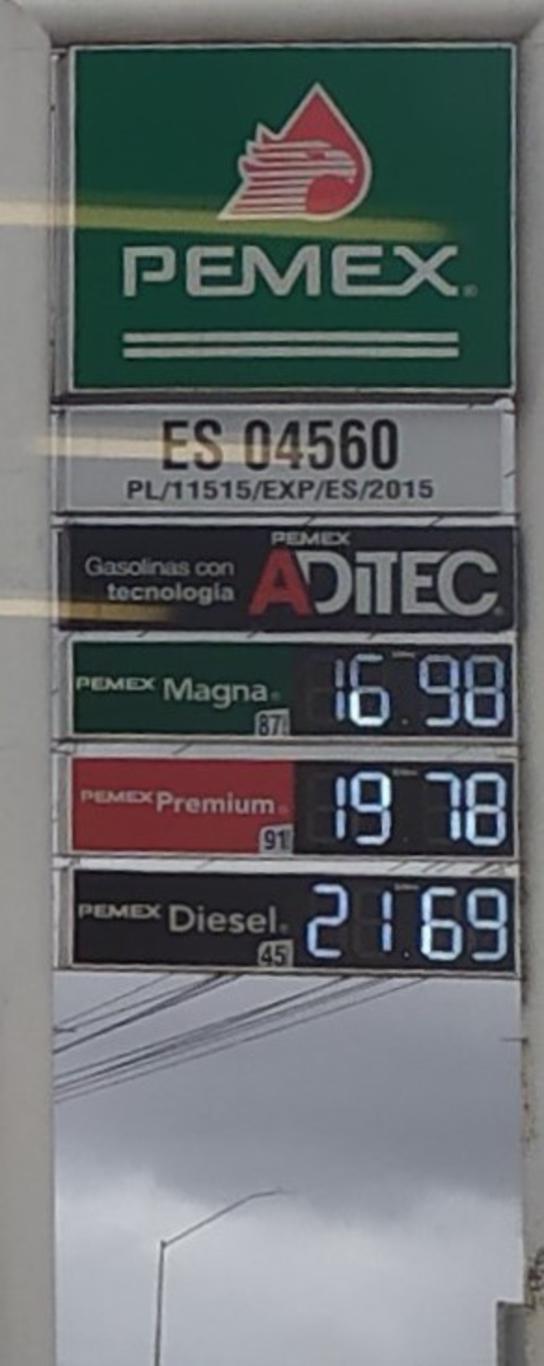 PEMEX®
ES 04560
PL/11515/EXP/ES/2015
Gasolinas con
tecnología
PEMEX
ADiTEC®
PEMEX Magna®
87
16.98
PEMEX Premium®
91
19.78
PEMEX Diesel®
45
21.69